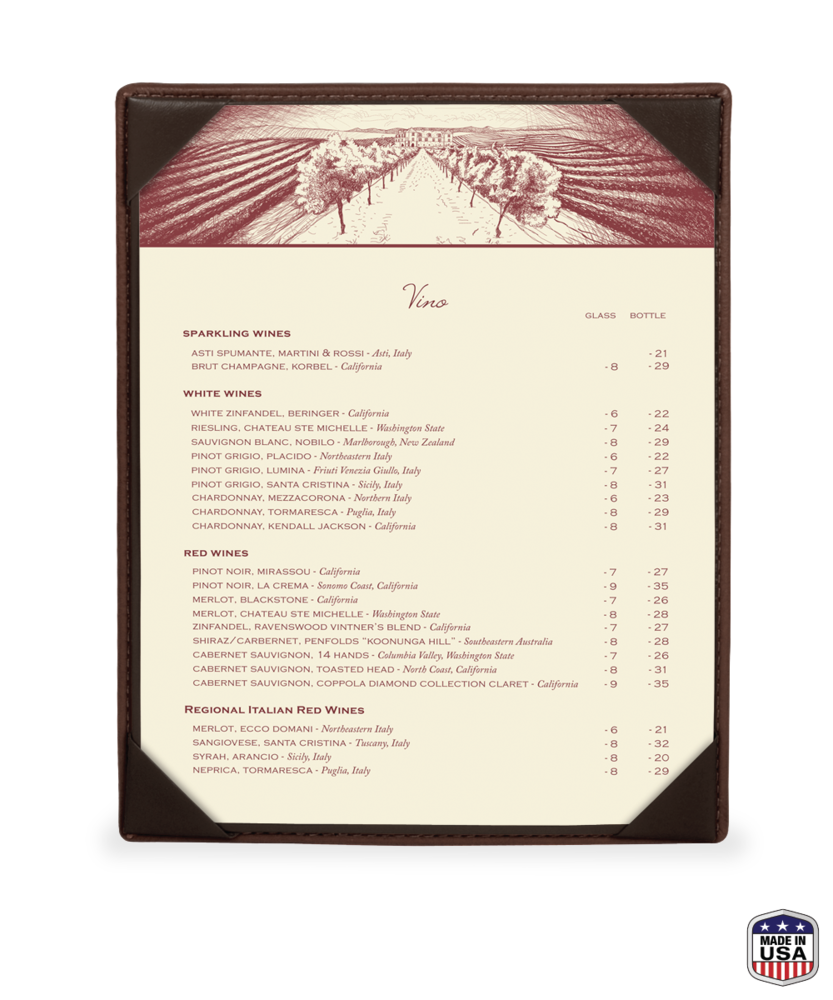 Vino
GLASS BOTTLE
SPARKLING WINES
ASTI SPUMANTE, MARTINI & ROSSI - Asti, Italy - 21
BRUT CHAMPAGNE, KORBEL - California - 8 - 29
WHITE WINES
WHITE ZINFANDEL, BERINGER - California - 6 - 22
RIESLING, CHATEAU STE MICHELLE - Washington State - 7 - 24
SAUVIGNON BLANC, NOBILO - Marlborough, New Zealand - 8 - 29
PINOT GRIGIO, PLACIDO - Northeastern Italy - 6 - 22
PINOT GRIGIO, LUMINA - Friuti Venezia Giullo, Italy - 7 - 27
PINOT GRIGIO, SANTA CRISTINA - Sicily, Italy - 8 - 31
CHARDONNAY, MEZZACORONA - Northern Italy - 6 - 23
CHARDONNAY, TORMARESCA - Puglia, Italy - 8 - 29
CHARDONNAY, KENDALL JACKSON - California - 8 - 31
RED WINES
PINOT NOIR, MIRASSOU - California - 7 - 27
PINOT NOIR, LA CREMA - Sonomo Coast, California - 9 - 35
MERLOT, BLACKSTONE - California - 7 - 26
MERLOT, CHATEAU STE MICHELLE - Washington State - 8 - 28
ZINFANDEL, RAVENSWOOD VINTNER'S BLEND - California - 7 - 27
SHIRAZ/CARBERNET, PENFOLDS "KOONUNGA HILL" - Southeastern Australia - 8 - 28
CABERNET SAUVIGNON, 14 HANDS - Columbia Valley, Washington State - 7 - 26
CABERNET SAUVIGNON, TOASTED HEAD - North Coast, California - 8 - 31
CABERNET SAUVIGNON, COPPOLA DIAMOND COLLECTION CLARET - California - 9 - 35
REGIONAL ITALIAN RED WINES
MERLOT, ECCO DOMANI - Northeastern Italy - 6 - 21
SANGIOVESE, SANTA CRISTINA - Tuscany, Italy - 8 - 32
SYRAH, ARANCIO - Sicily, Italy - 8 - 20
NEPRICA, TORMARESCA - Puglia, Italy - 8 - 29
MADE IN
USA